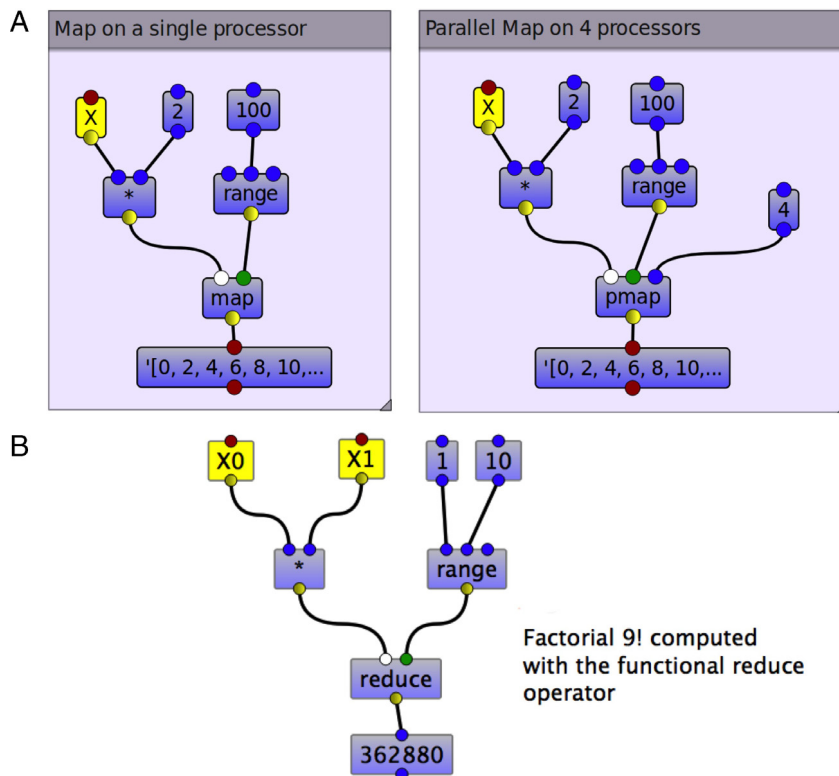 A
Map on a single processor
X
2
100
*
range
map
'[0, 2, 4, 6, 8, 10,...
Parallel Map on 4 processors
X
2
100
*
range
4
pmap
'[0, 2, 4, 6, 8, 10,...
B
X0
X1
1
10
*
range
Factorial 9! computed
with the functional reduce
operator
reduce
362880